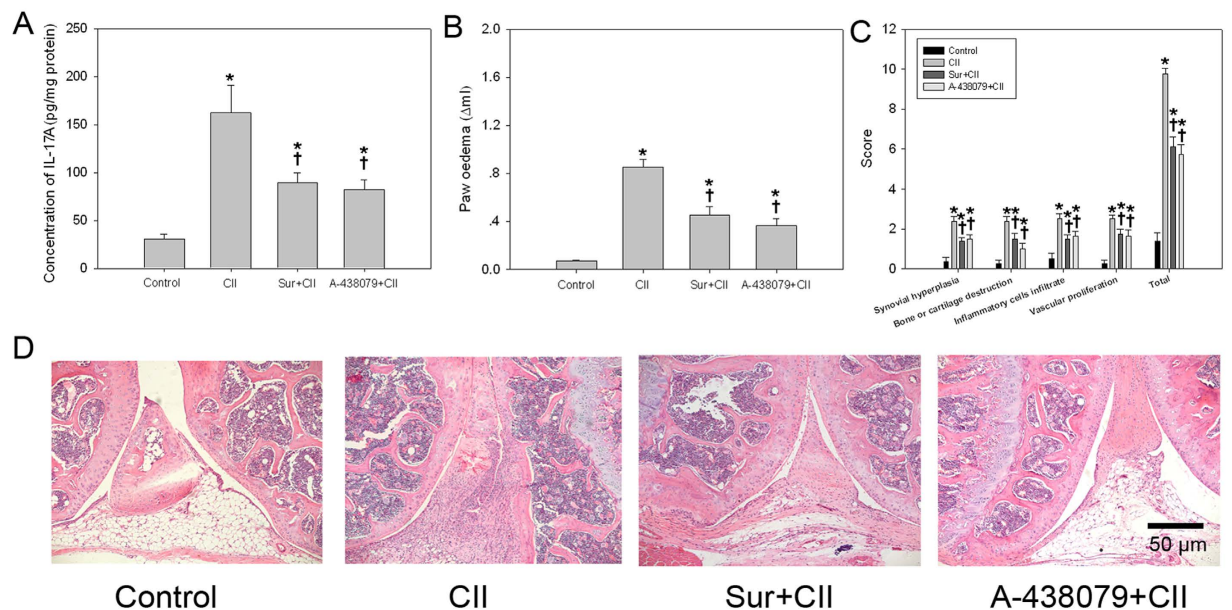 A
Concentration of IL-17A (pg/mg protein)
250
200
150
100
50
0
*
*
†
*
†
Control
CII
Sur+CII
A-438079+CII
B
Paw oedema (Δml)
2.0
1.6
1.2
.8
.4
0.0
*
*
†
*
†
Control
CII
Sur+CII
A-438079+CII
C
Score
12
10
8
6
4
2
0
Control
CII
Sur+CII
A-438079+CII
* * *
† †
* * *
† †
* * *
† †
* * *
† †
* * *
† †
Synovial hyperplasia
Bone or cartilage destruction
Inflammatory cells infiltrate
Vascular proliferation
Total
D
50 μm
Control
CII
Sur+CII
A-438079+CII